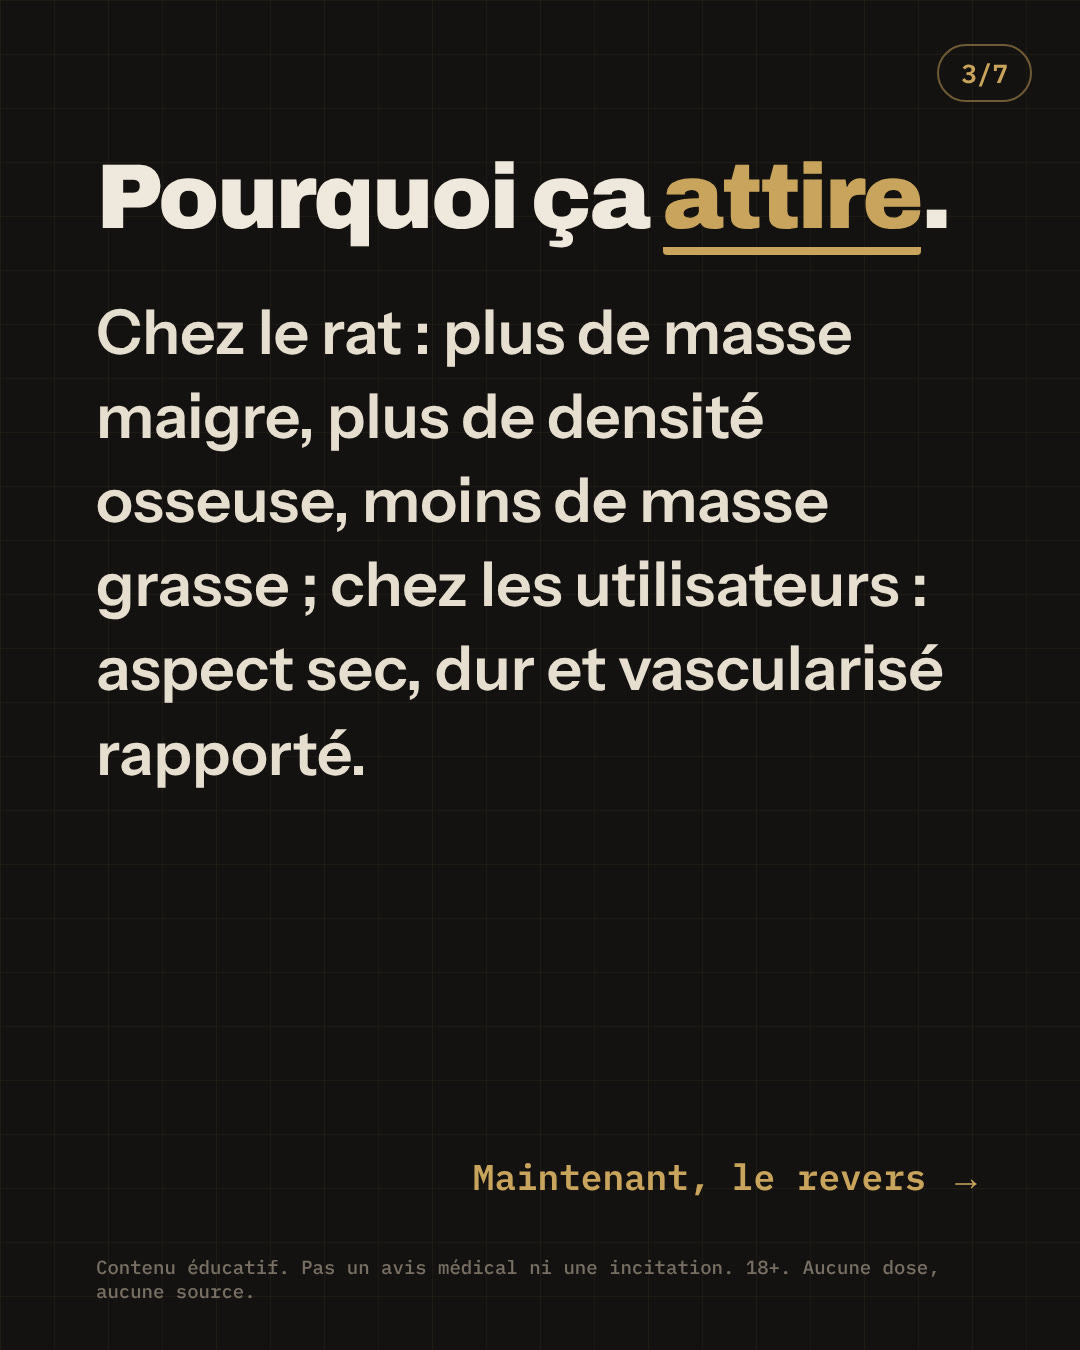 3/7
Pourquoi ça attire.
Chez le rat : plus de masse
maigre, plus de densité
osseuse, moins de masse
grasse ; chez les utilisateurs :
aspect sec, dur et vascularisé
rapporté.
Maintenant, le revers →
Contenu éducatif. Pas un avis médical ni une incitation. 18+. Aucune dose,
aucune source.